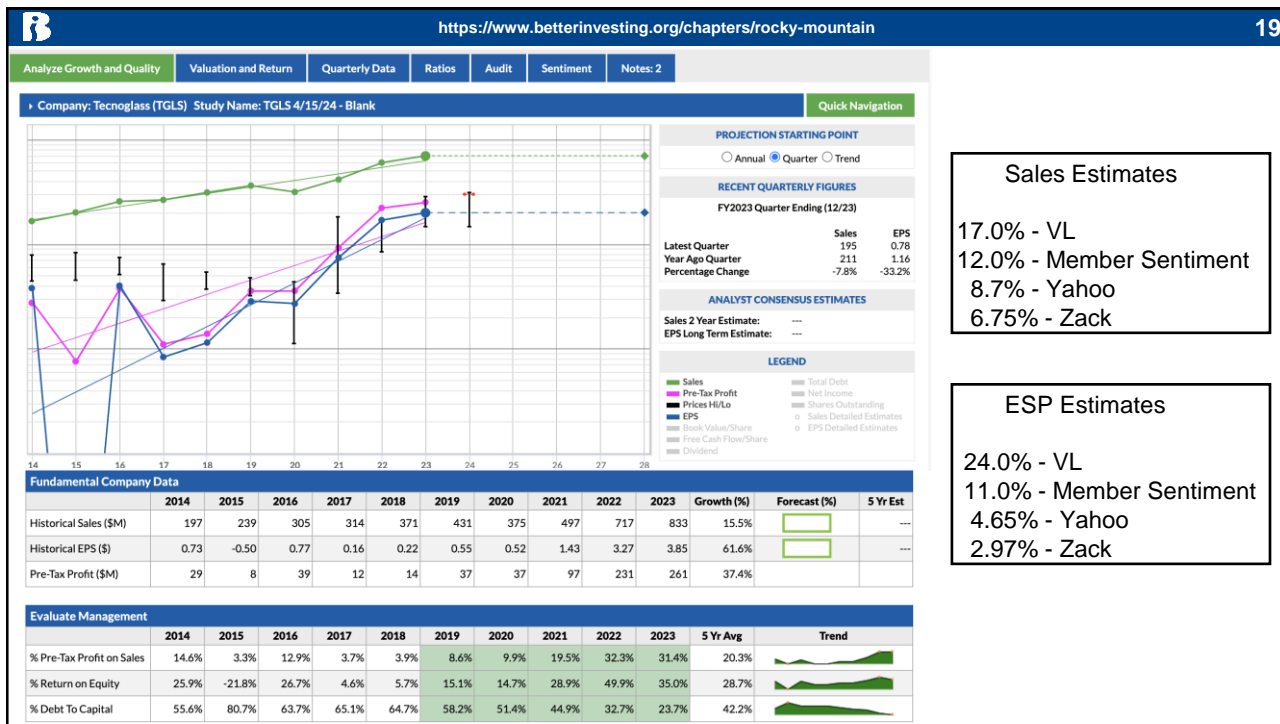 https://www.betterinvesting.org/chapters/rocky-mountain 19
Analyze Growth and Quality Valuation and Return Quarterly Data Ratios Audit Sentiment Notes: 2
Company: Tecnoglass (TGLS) Study Name: TGLS 4/15/24 - Blank Quick Navigation
PROJECTION STARTING POINT
Annual Quarter Trend
RECENT QUARTERLY FIGURES
FY2023 Quarter Ending (12/23)
Sales EPS
Latest Quarter 195 0.78
Year Ago Quarter 211 1.16
Percentage Change -7.8% -33.2%
ANALYST CONSENSUS ESTIMATES
Sales 2 Year Estimate: ---
EPS Long Term Estimate: ---
LEGEND
Sales Total Debt
Pre-Tax Profit Net Income
Prices Hi/Lo Shares Outstanding
EPS Sales Detailed Estimates
Book Value/Share EPS Detailed Estimates
Free Cash Flow/Share
Dividend
14 15 16 17 18 19 20 21 22 23 24 25 26 27 28
Sales Estimates
17.0% - VL
12.0% - Member Sentiment
8.7% - Yahoo
6.75% - Zack
ESP Estimates
24.0% - VL
11.0% - Member Sentiment
4.65% - Yahoo
2.97% - Zack
Fundamental Company Data
2014 2015 2016 2017 2018 2019 2020 2021 2022 2023 Growth (%) Forecast (%) 5 Yr Est
Historical Sales ($M) 197 239 305 314 371 431 375 497 717 833 15.5% ---
Historical EPS ($) 0.73 -0.50 0.77 0.16 0.22 0.55 0.52 1.43 3.27 3.85 61.6% ---
Pre-Tax Profit ($M) 29 8 39 12 14 37 37 97 231 261 37.4%
Evaluate Management
2014 2015 2016 2017 2018 2019 2020 2021 2022 2023 5 Yr Avg Trend
% Pre-Tax Profit on Sales 14.6% 3.3% 12.9% 3.7% 3.9% 8.6% 9.9% 19.5% 32.3% 31.4% 20.3%
% Return on Equity 25.9% -21.8% 26.7% 4.6% 5.7% 15.1% 14.7% 28.9% 49.9% 35.0% 28.7%
% Debt To Capital 55.6% 80.7% 63.7% 65.1% 64.7% 58.2% 51.4% 44.9% 32.7% 23.7% 42.2%